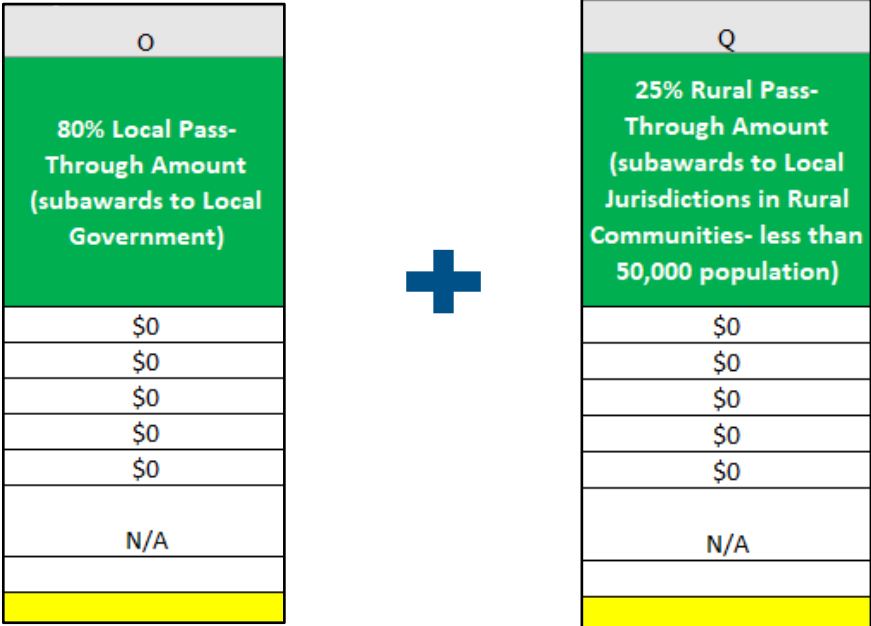 O
80% Local Pass-
Through Amount
(subawards to Local
Government)
$0
$0
$0
$0
$0
N/A
Q
25% Rural Pass-
Through Amount
(subawards to Local
Jurisdictions in Rural
Communities- less than
50,000 population)
$0
$0
$0
$0
$0
N/A